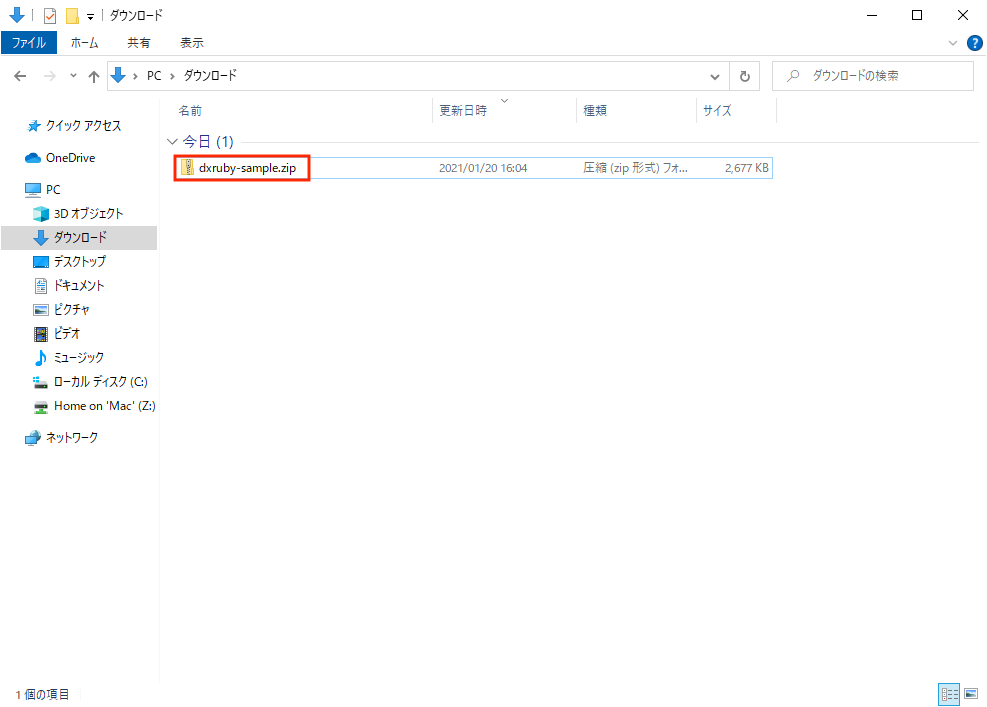 ダウンロード
ファイル ホーム 共有 表示
PC ダウンロード ダウンロードの検索
名前 更新日時 種類 サイズ
クイック アクセス
今日 (1)
OneDrive
dxruby-sample.zip 2021/01/20 16:04 圧縮 (zip 形式) フォ... 2,677 KB
PC
3D オブジェクト
ダウンロード
デスクトップ
ドキュメント
ピクチャ
ビデオ
ミュージック
ローカル ディスク (C:)
Home on 'Mac' (Z:)
ネットワーク
1 個の項目